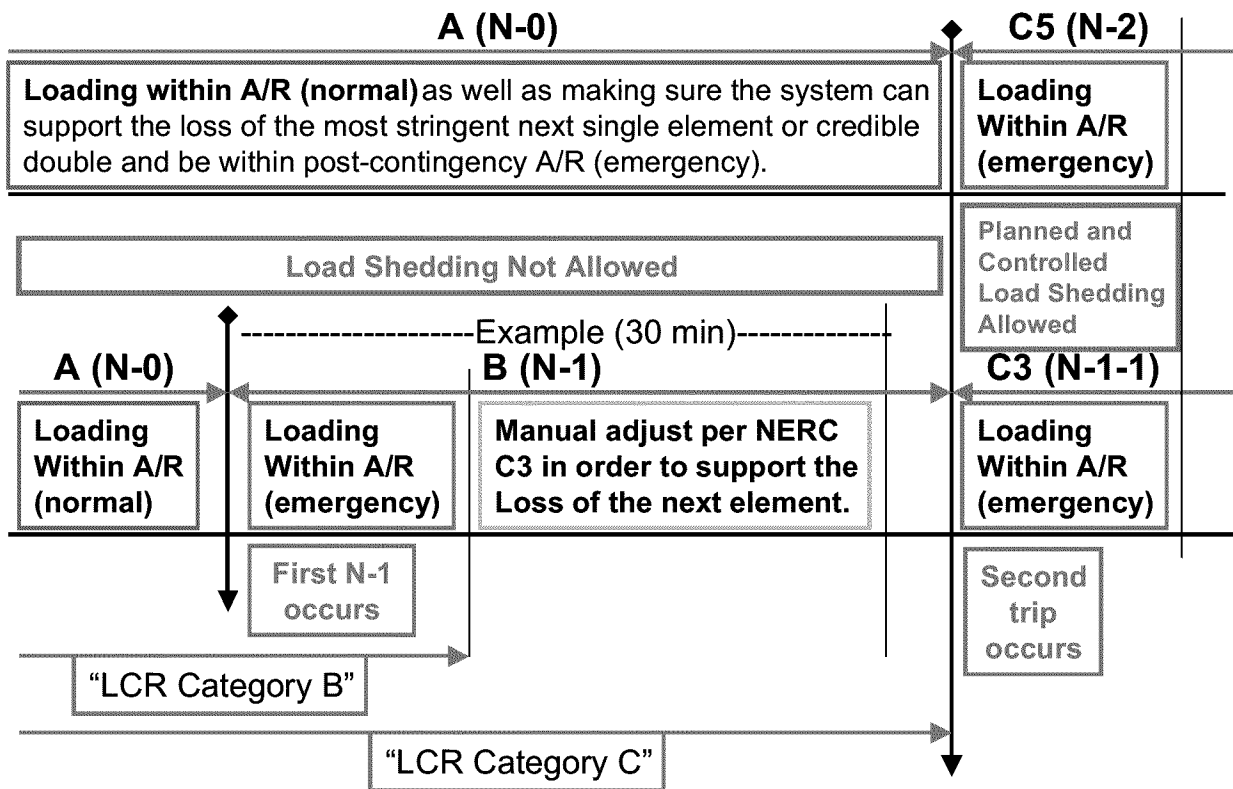 A (N-0)
C5 (N-2)
Loading within A/R (normal) as well as making sure the system can
support the loss of the most stringent next single element or credible
double and be within post-contingency A/R (emergency).
Loading
Within A/R
(emergency)
Load Shedding Not Allowed
Planned and
Controlled
Load Shedding
Allowed
---------------------Example (30 min)--------------
A (N-0)
B (N-1)
C3 (N-1-1)
Loading
Within A/R
(normal)
Loading
Within A/R
(emergency)
Manual adjust per NERC
C3 in order to support the
Loss of the next element.
Loading
Within A/R
(emergency)
First N-1
occurs
Second
trip
occurs
“LCR Category B”
“LCR Category C”